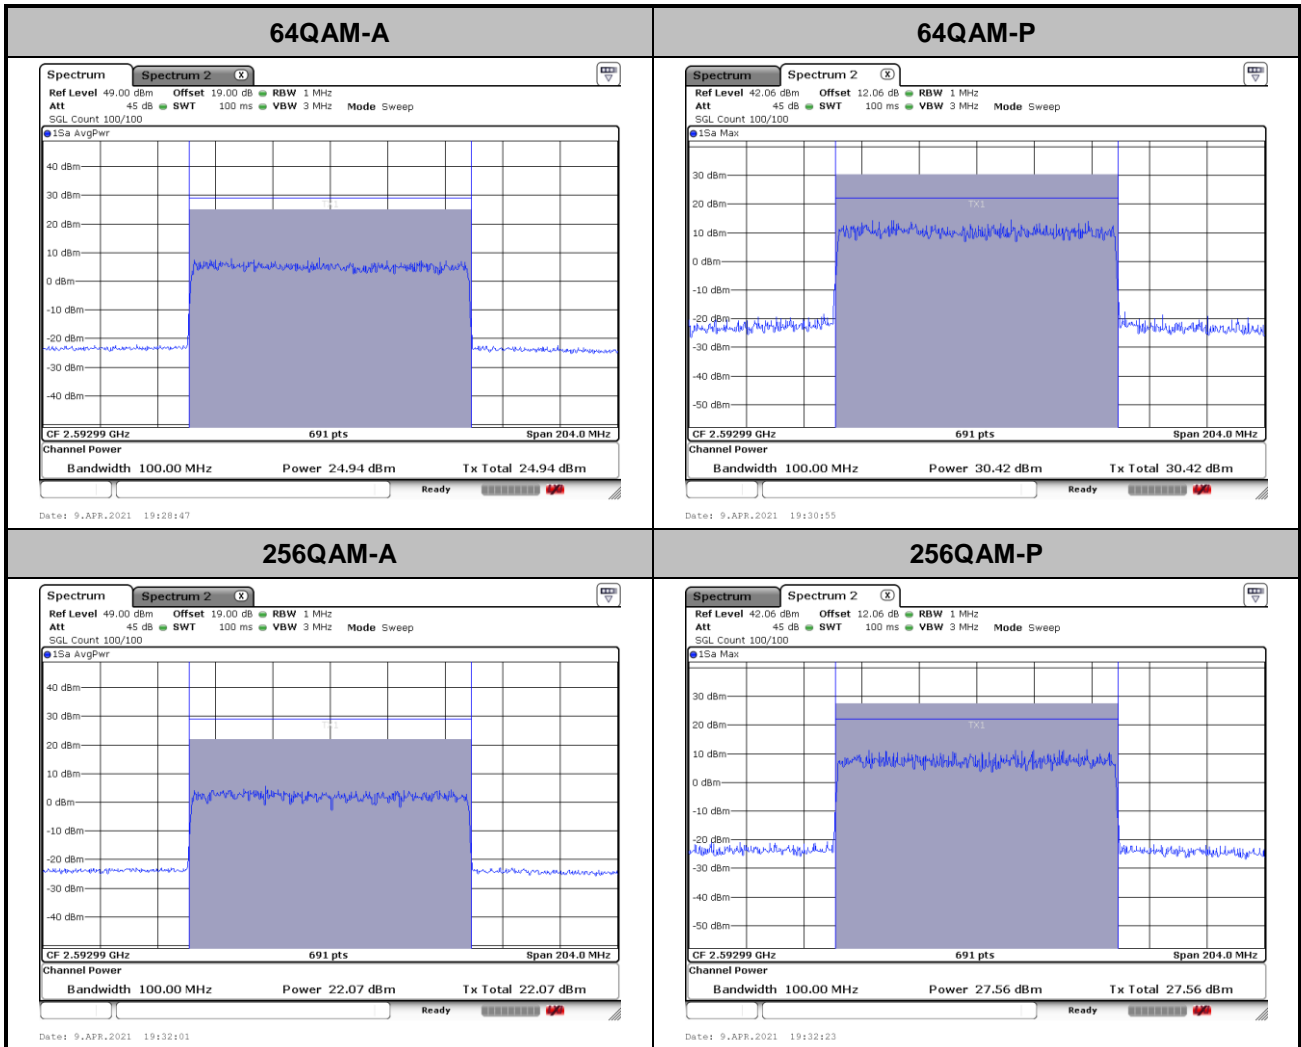 64QAM-A
64QAM-P
Spectrum Spectrum 2 X
Ref Level 49.00 dBm Offset 19.00 dB RBW 1 MHz
Att 45 dB SWT 100 ms VBW 3 MHz Mode Sweep
SGL Count 100/100
1Sa AvgPwr
40 dBm
30 dBm
TX1
20 dBm
10 dBm
0 dBm
-10 dBm
-20 dBm
-30 dBm
-40 dBm
CF 2.59299 GHz 691 pts Span 204.0 MHz
Channel Power
Bandwidth 100.00 MHz Power 24.94 dBm Tx Total 24.94 dBm
Ready
Date: 9.APR.2021 19:28:47
Spectrum Spectrum 2 X
Ref Level 42.06 dBm Offset 12.06 dB RBW 1 MHz
Att 45 dB SWT 100 ms VBW 3 MHz Mode Sweep
SGL Count 100/100
1Sa Max
30 dBm
20 dBm
TX1
10 dBm
0 dBm
-10 dBm
-20 dBm
-30 dBm
-40 dBm
-50 dBm
CF 2.59299 GHz 691 pts Span 204.0 MHz
Channel Power
Bandwidth 100.00 MHz Power 30.42 dBm Tx Total 30.42 dBm
Ready
Date: 9.APR.2021 19:30:55
256QAM-A
256QAM-P
Spectrum Spectrum 2 X
Ref Level 49.00 dBm Offset 19.00 dB RBW 1 MHz
Att 45 dB SWT 100 ms VBW 3 MHz Mode Sweep
SGL Count 100/100
1Sa AvgPwr
40 dBm
30 dBm
TX1
20 dBm
10 dBm
0 dBm
-10 dBm
-20 dBm
-30 dBm
-40 dBm
CF 2.59299 GHz 691 pts Span 204.0 MHz
Channel Power
Bandwidth 100.00 MHz Power 22.07 dBm Tx Total 22.07 dBm
Ready
Date: 9.APR.2021 19:32:01
Spectrum Spectrum 2 X
Ref Level 42.06 dBm Offset 12.06 dB RBW 1 MHz
Att 45 dB SWT 100 ms VBW 3 MHz Mode Sweep
SGL Count 100/100
1Sa Max
30 dBm
20 dBm
TX1
10 dBm
0 dBm
-10 dBm
-20 dBm
-30 dBm
-40 dBm
-50 dBm
CF 2.59299 GHz 691 pts Span 204.0 MHz
Channel Power
Bandwidth 100.00 MHz Power 27.56 dBm Tx Total 27.56 dBm
Ready
Date: 9.APR.2021 19:32:23